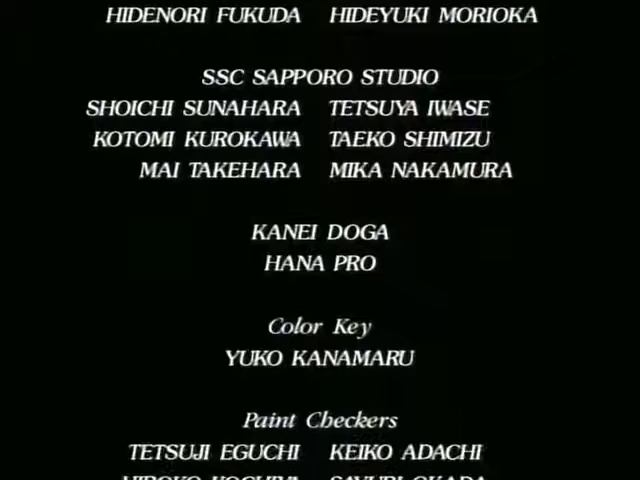 HIDENORI FUKUDA HIDEYUKI MORIOKA
SSC SAPPORO STUDIO
SHOICHI SUNAHARA TETSUYA IWASE
KOTOMI KUROKAWA TAEKO SHIMIZU
MAI TAKEHARA MIKA NAKAMURA
KANEI DOGA
HANA PRO
Color Key
YUKO KANAMARU
Paint Checkers
TETSUJI EGUCHI KEIKO ADACHI